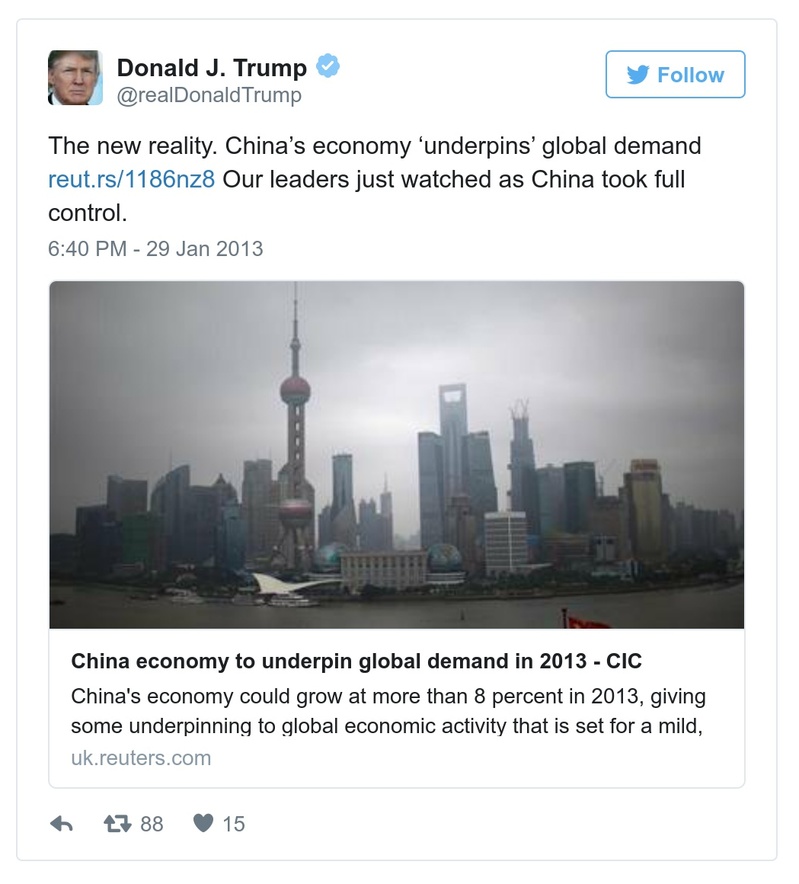 Donald J. Trump
@realDonaldTrump
Follow
The new reality. China’s economy ‘underpins’ global demand
reut.rs/1186nz8 Our leaders just watched as China took full
control.
6:40 PM - 29 Jan 2013
China economy to underpin global demand in 2013 - CIC
China's economy could grow at more than 8 percent in 2013, giving
some underpinning to global economic activity that is set for a mild,
uk.reuters.com
88
15